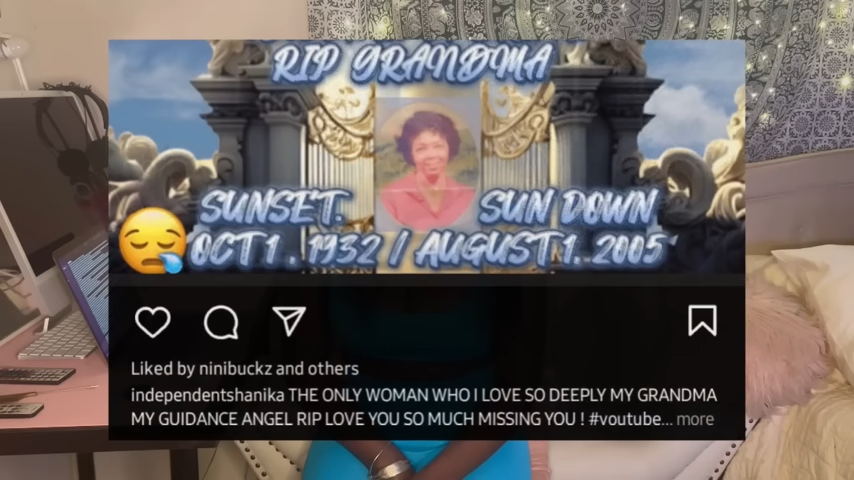 RIP GRANDMA
SUNSET. SUN DOWN
OCT 1. 1932 / AUGUST 1. 2005
Liked by ninibuckz and others
independentshanika THE ONLY WOMAN WHO I LOVE SO DEEPLY MY GRANDMA
MY GUIDANCE ANGEL RIP LOVE YOU SO MUCH MISSING YOU ! #youtube... more